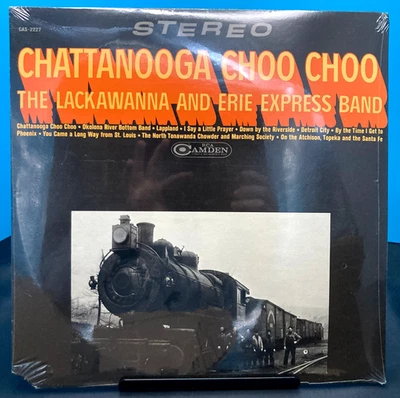 STEREO
CAS-2227
CHATTANOOGA CHOO CHOO
THE LACKAWANNA AND ERIE EXPRESS BAND
Chattanooga Choo Choo • Okolona River Bottom Band • Lappland • I Say a Little Prayer • Down by the Riverside • Detroit City • By the Time I Get to
Phoenix • You Came a Long Way from St. Louis • The North Tonawanda Chowder and Marching Society • On the Atchison, Topeka and the Santa Fe
RCA
CAMDEN